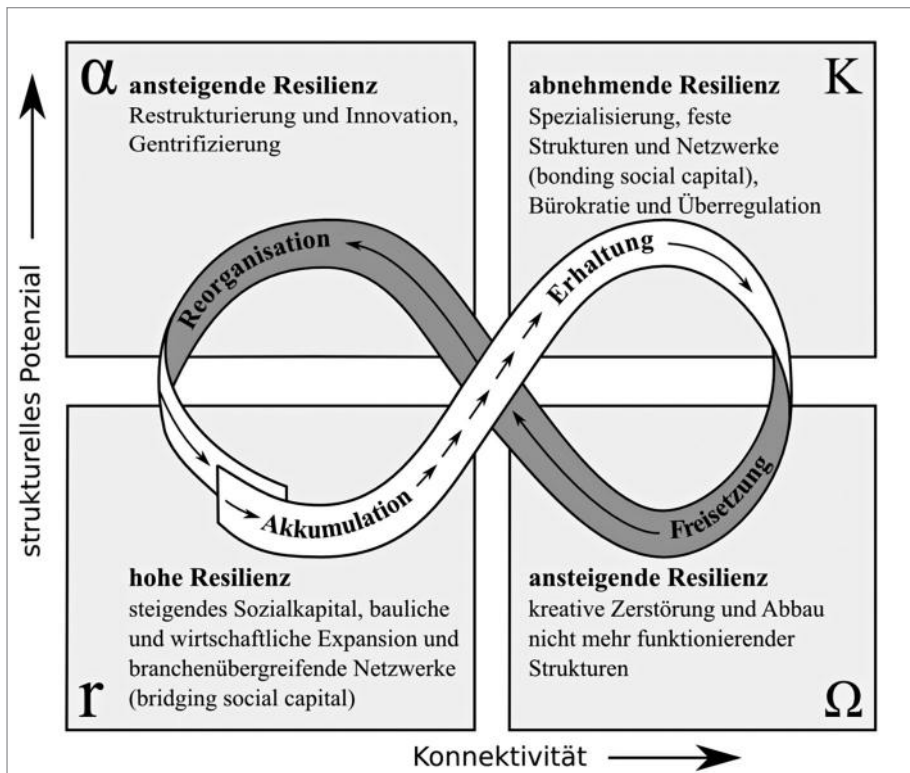 α
ansteigende Resilienz
Restrukturierung und Innovation,
Gentrifizierung
K
abnehmende Resilienz
Spezialisierung, feste
Strukturen und Netzwerke
(bonding social capital),
Bürokratie und Überregulation
Reorganisation
Erhaltung
Akkumulation
Freisetzung
r
hohe Resilienz
steigendes Sozialkapital, bauliche
und wirtschaftliche Expansion und
branchenübergreifende Netzwerke
(bridging social capital)
ansteigende Resilienz
kreative Zerstörung und Abbau
nicht mehr funktionierender
Strukturen
Ω
strukturelles Potenzial
Konnektivität